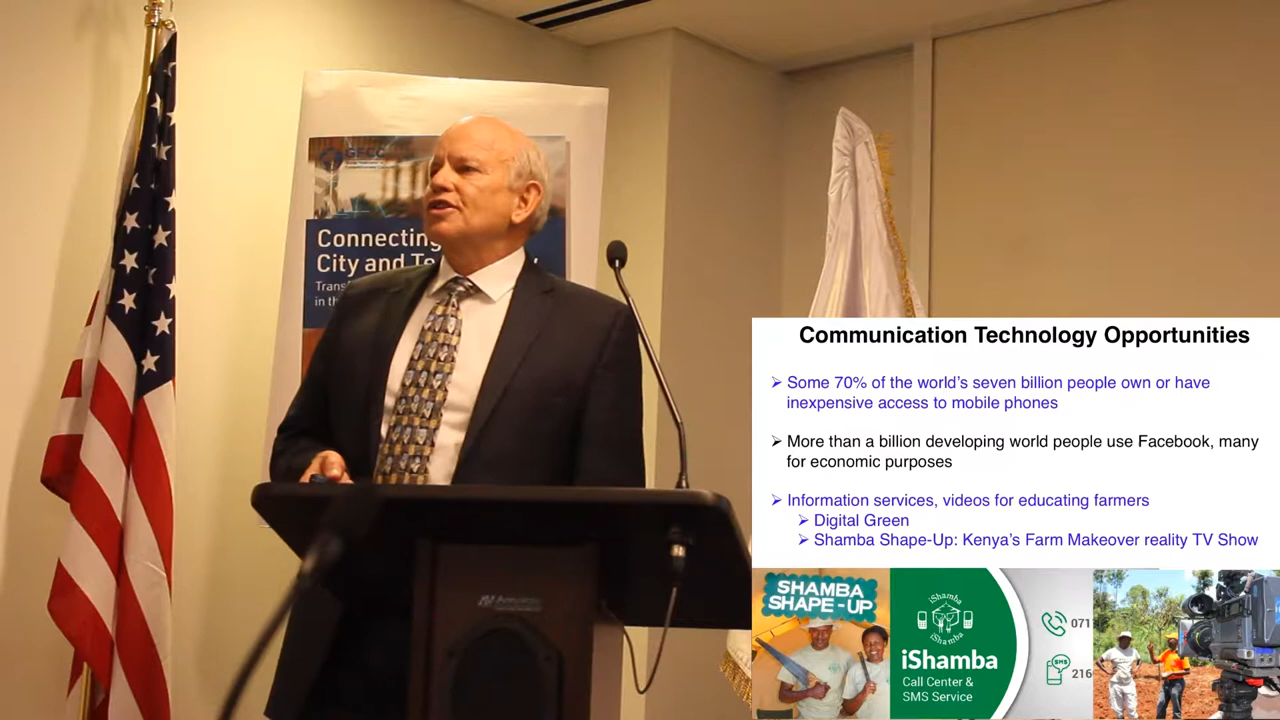 GECC
Connecting
City and
Communication Technology Opportunities
Some 70% of the world's seven billion people own or have
inexpensive access to mobile phones
More than a billion developing world people use Facebook, many
for economic purposes
Information services, videos for educating farmers
Digital Green
Shamba Shape-Up: Kenya's Farm Makeover reality TV Show
SHAMBA
SHAPE-UP
iShamba
iShamba
iShamba
Call Center &
SMS Service
071
SMS
216